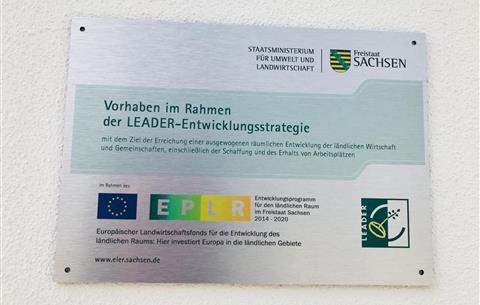 STAATSMINISTERIUM
FÜR UMWELT UND
LANDWIRTSCHAFT
Freistaat
SACHSEN
Vorhaben im Rahmen
der LEADER-Entwicklungsstrategie
mit dem Ziel der Erreichung einer ausgewogenen räumlichen Entwicklung der ländlichen Wirtschaft
und Gemeinschaften, einschließlich der Schaffung und des Erhalts von Arbeitsplätzen
im Rahmen des
EPLR
Entwicklungsprogramm
für den ländlichen Raum
im Freistaat Sachsen
2014 - 2020
LEADER
Europäischer Landwirtschaftsfonds für die Entwicklung des
ländlichen Raums: Hier investiert Europa in die ländlichen Gebiete
www.eler.sachsen.de